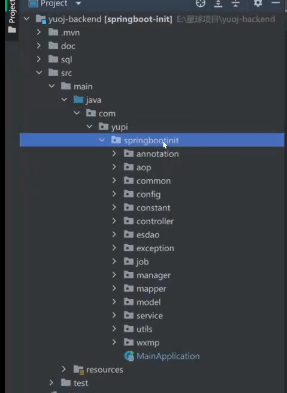 Project
Project
yuoj-backend [springboot-init] E:\星球项目\yuoj-backend
.mvn
doc
sql
src
main
java
com
yupi
springbootinit
annotation
aop
common
config
constant
controller
esdao
exception
job
manager
mapper
model
service
utils
wxmp
MainApplication
resources
test